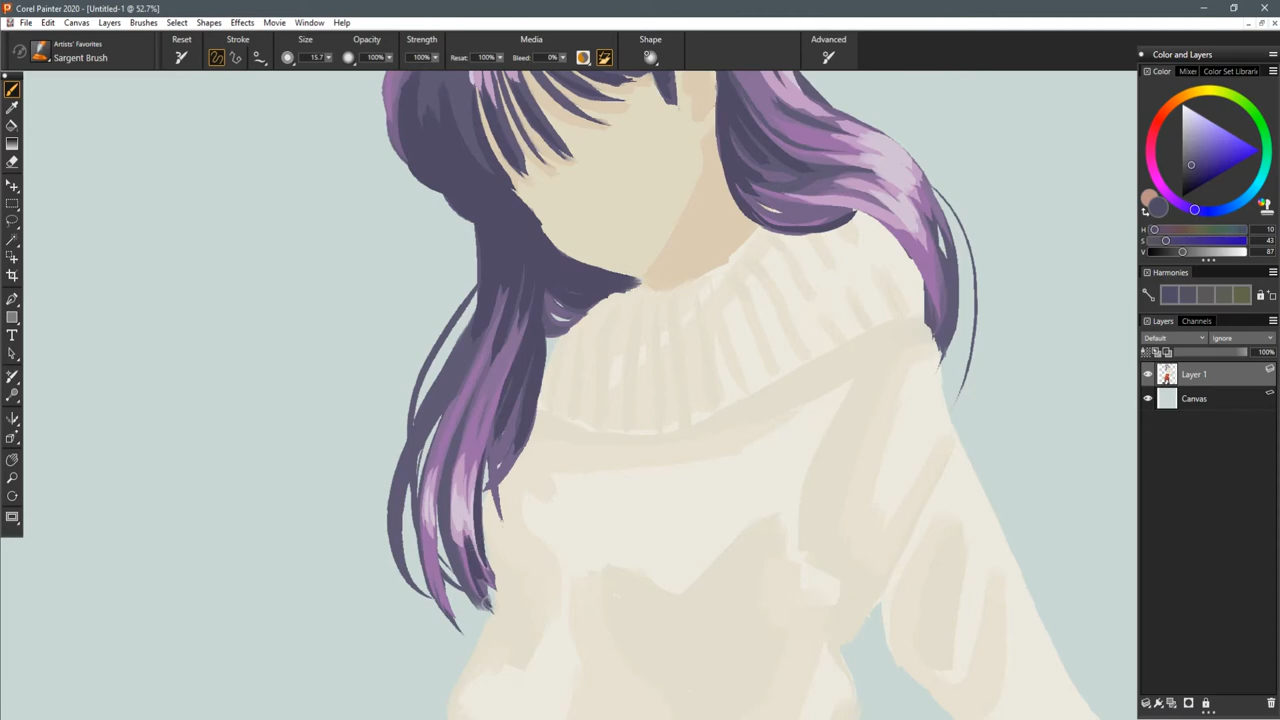 Corel Painter 2020 - [Untitled-1 @ 52.7%]
File Edit Canvas Layers Brushes Select Shapes Effects Movie Window Help
Artists' Favorites
Sargent Brush
Reset Stroke Size Opacity Strength Media Shape Advanced
15.7 100% 100% Resat: 100% Bleed: 0%
Color and Layers
Color Mixer Color Set Librari
H 10
S 43
V 87
Harmonies
Layers Channels
Default Ignore
100%
Layer 1
Canvas